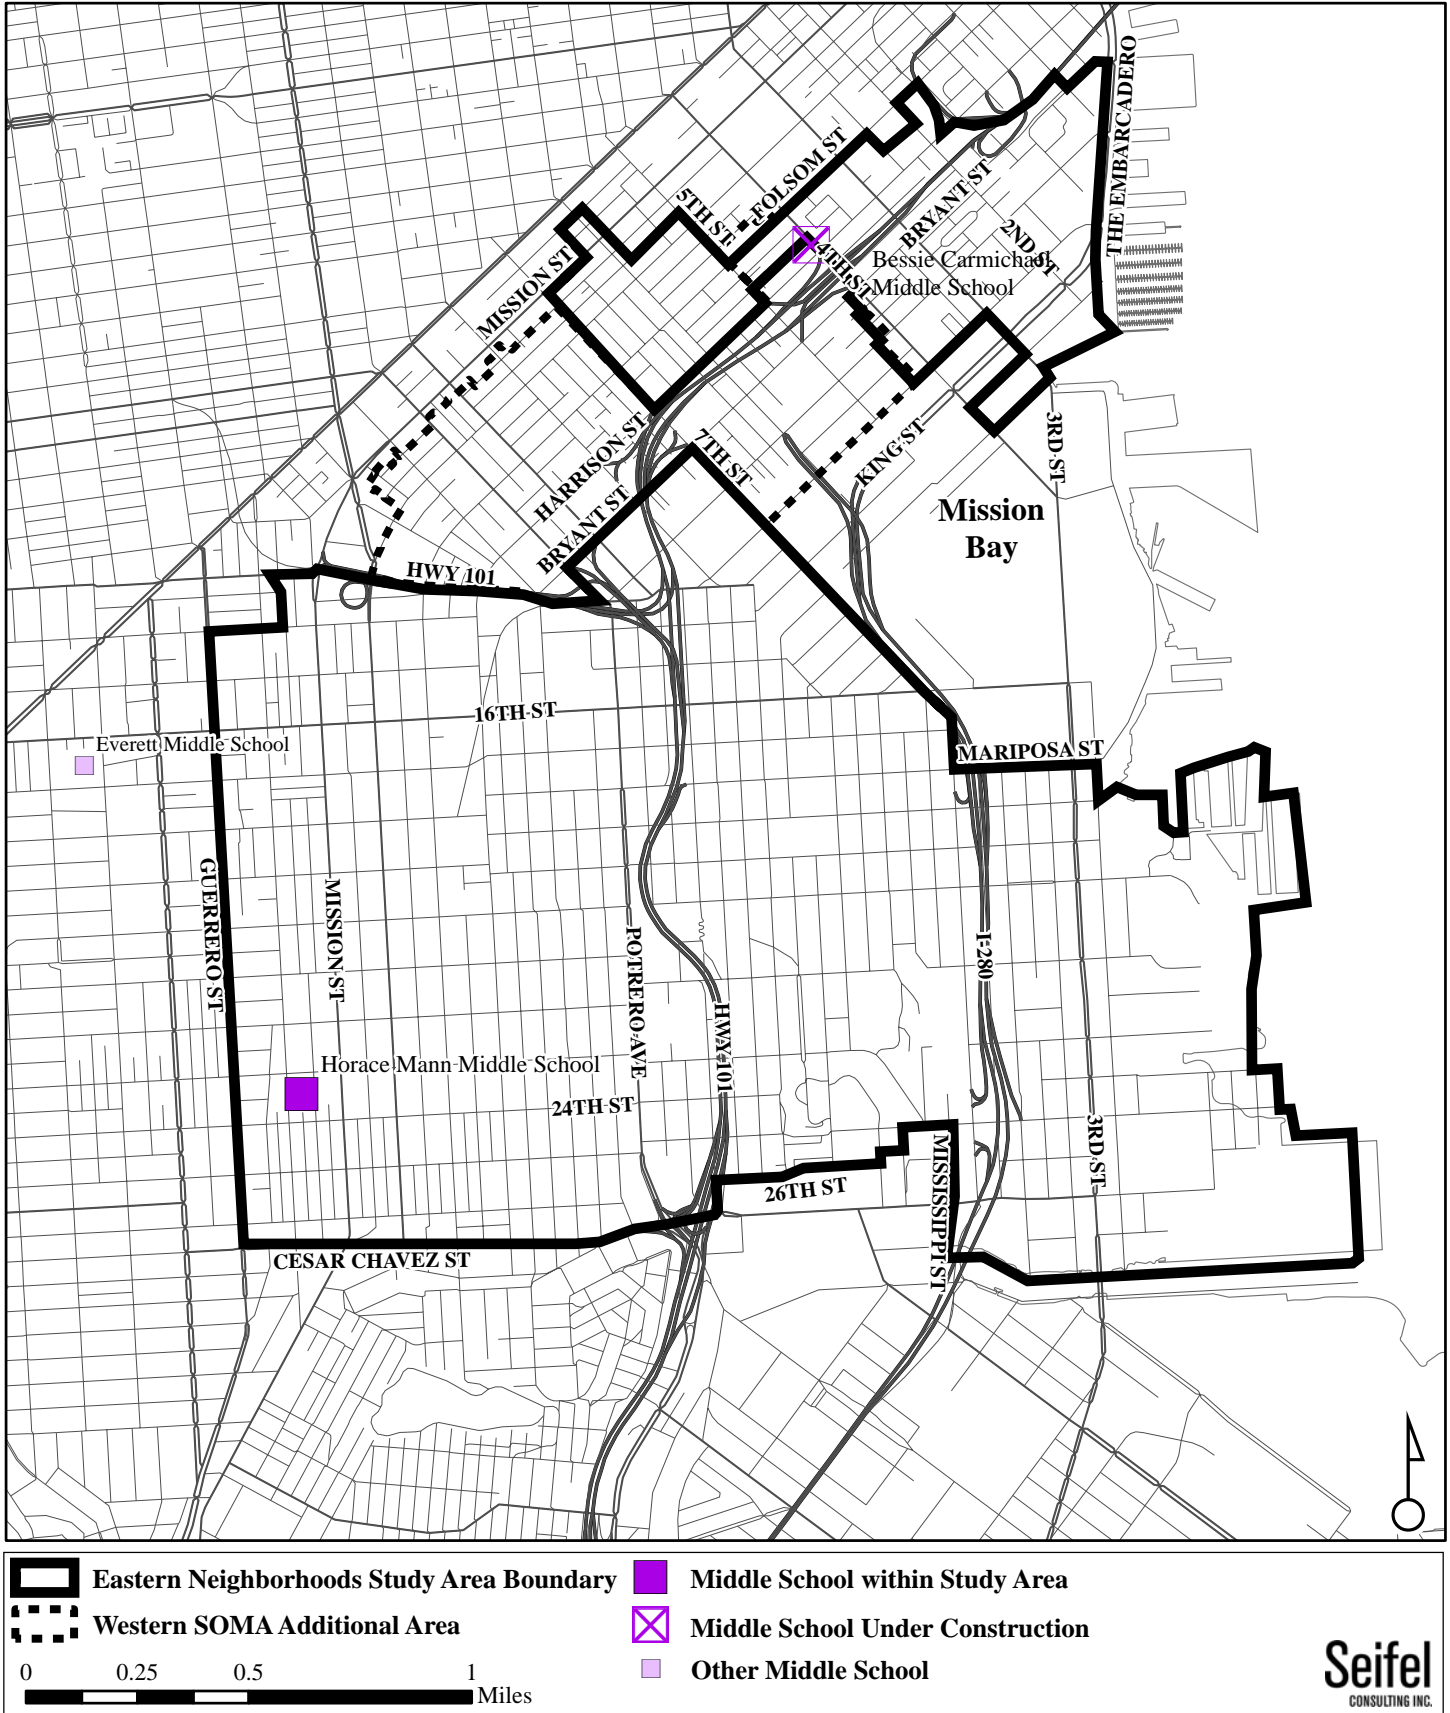 THE EMBARCADERO
FOLSOM ST
5TH ST
BRYANT ST
2ND ST
4TH ST
Bessie Carmichael
Middle School
MISSION ST
HARRISON ST
7TH ST
KING ST
3RD ST
BRYANT ST
Mission
Bay
HWY 101
16TH ST
Everett Middle School
MARIPOSA ST
GUERRERO ST
MISSION ST
POTRERO AVE
I-280
HWY 101
Horace Mann Middle School
24TH ST
3RD ST
MISSISSIPPI ST
26TH ST
CESAR CHAVEZ ST
Eastern Neighborhoods Study Area Boundary
Middle School within Study Area
Western SOMA Additional Area
Middle School Under Construction
Other Middle School
0 0.25 0.5 1
Miles
Seifel
CONSULTING INC.